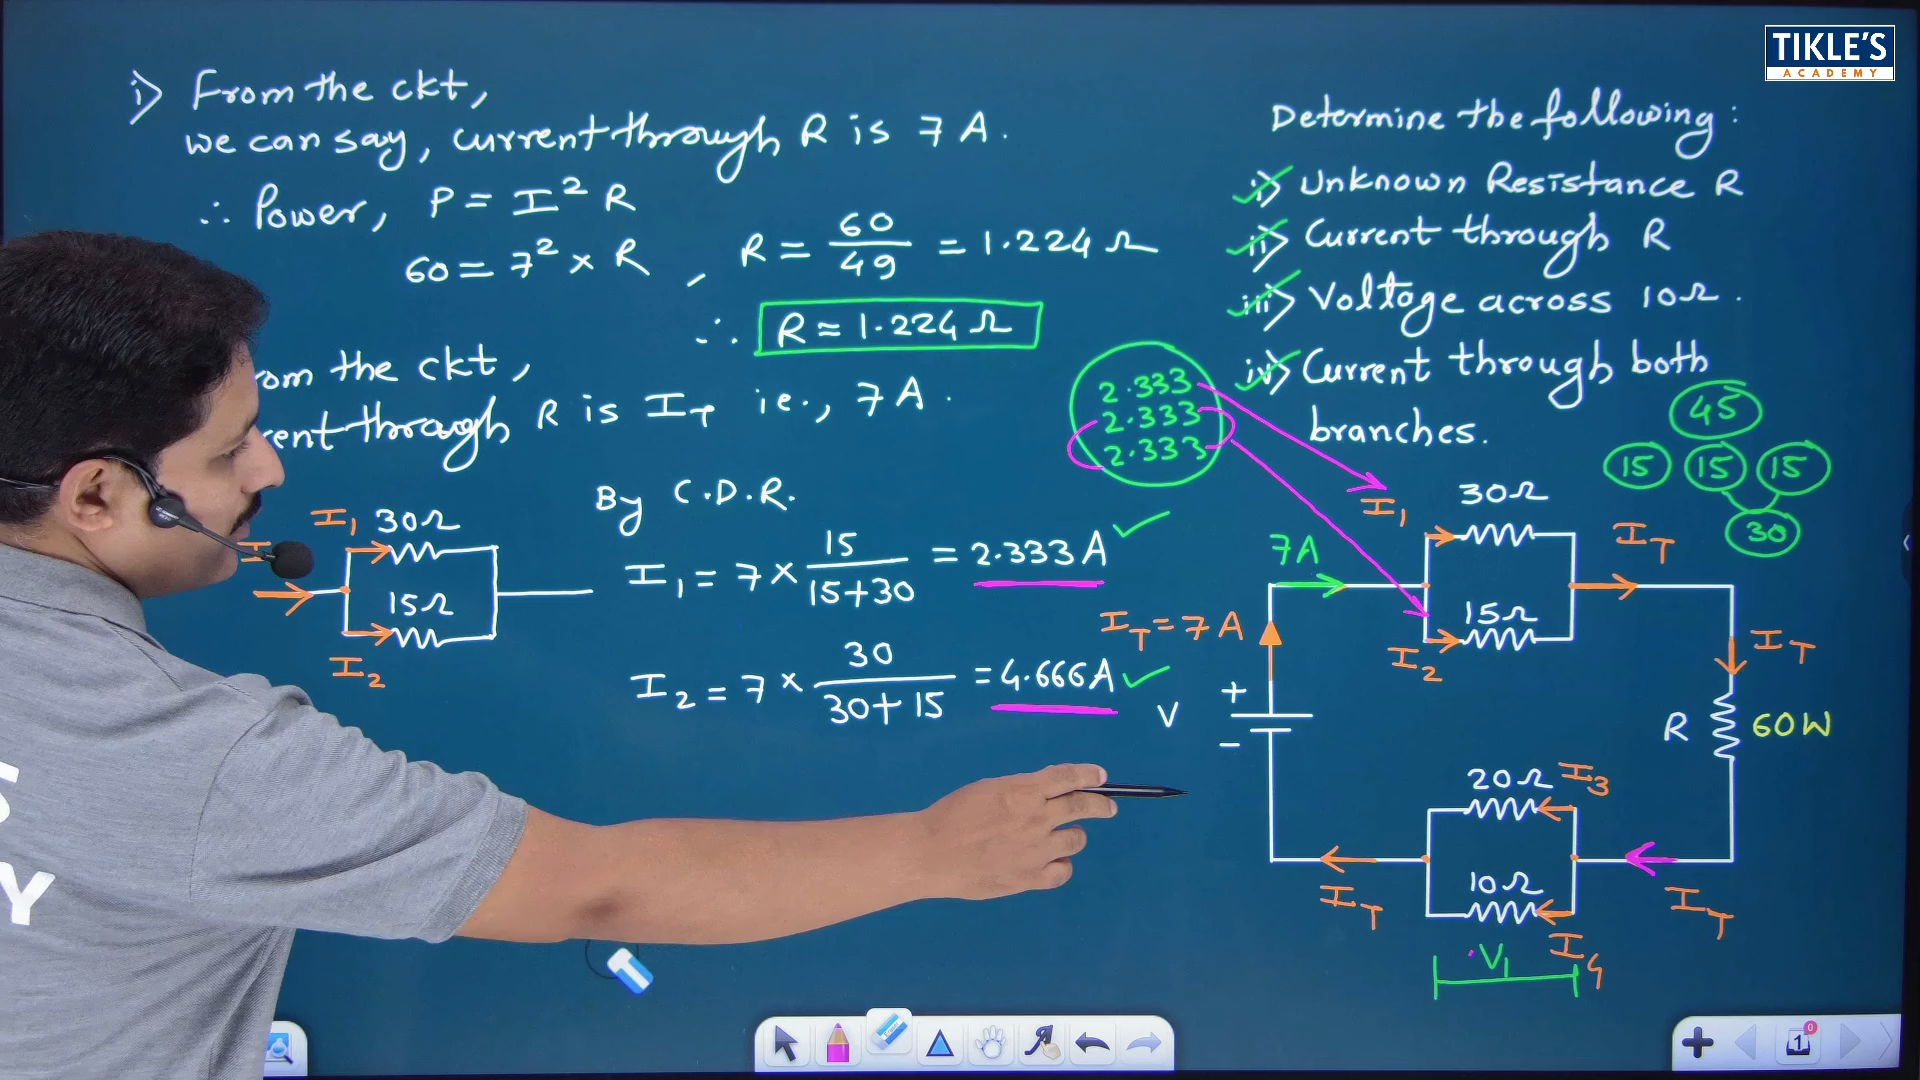 TIKLE'S
ACADEMY
i) From the ckt,
we can say, current through R is 7 A.
∴ Power, P = I² R
60 = 7² × R , R = 60/49 = 1.224 Ω
∴ R = 1.224 Ω
om the ckt,
rent through R is I_T ie., 7 A.
Determine the following:
i) Unknown Resistance R
ii) Current through R
iii) Voltage across 10Ω.
iv) Current through both
branches.
45
15 15 15
30
2.333
2.333
2.333
By C.D.R.
I₁ = 7 × 15/(15+30) = 2.333 A ✓
I₂ = 7 × 30/(30+15) = 4.666 A ✓
I₁ 30Ω
I
15Ω
I₂
I₁ 30Ω
I_T
7A
15Ω
I₂
I_T = 7 A
I_T
+
V
-
R 60W
20Ω I₃
10Ω
I_T
I_T
I₄
V₁
Y
0
1